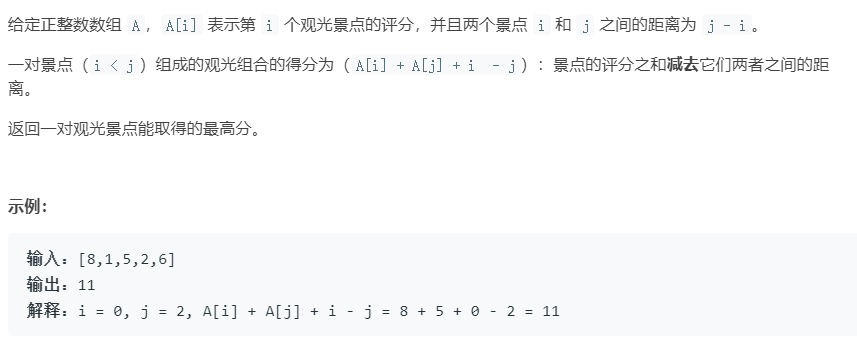 给定正整数数组 A，A[i] 表示第 i 个观光景点的评分，并且两个景点 i 和 j 之间的距离为 j - i。
一对景点（i < j）组成的观光组合的得分为（A[i] + A[j] + i - j）：景点的评分之和减去它们两者之间的距
离。
返回一对观光景点能取得的最高分。
示例：
输入：[8,1,5,2,6]
输出：11
解释：i = 0, j = 2, A[i] + A[j] + i - j = 8 + 5 + 0 - 2 = 11